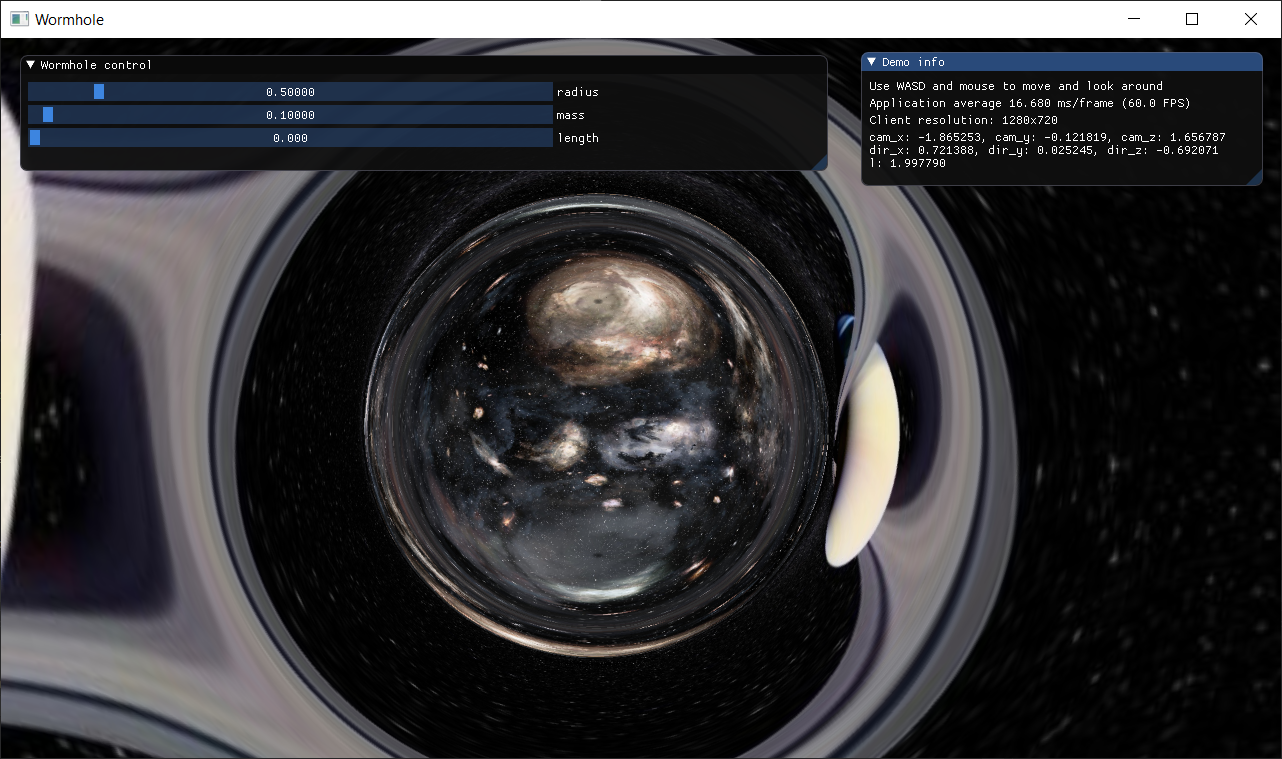 Wormhole
Wormhole control
0.50000 radius
0.10000 mass
0.000 length
Demo info
Use WASD and mouse to move and look around
Application average 16.680 ms/frame (60.0 FPS)
Client resolution: 1280x720
cam_x: -1.865253, cam_y: -0.121819, cam_z: 1.656787
dir_x: 0.721388, dir_y: 0.025245, dir_z: -0.692071
l: 1.997790